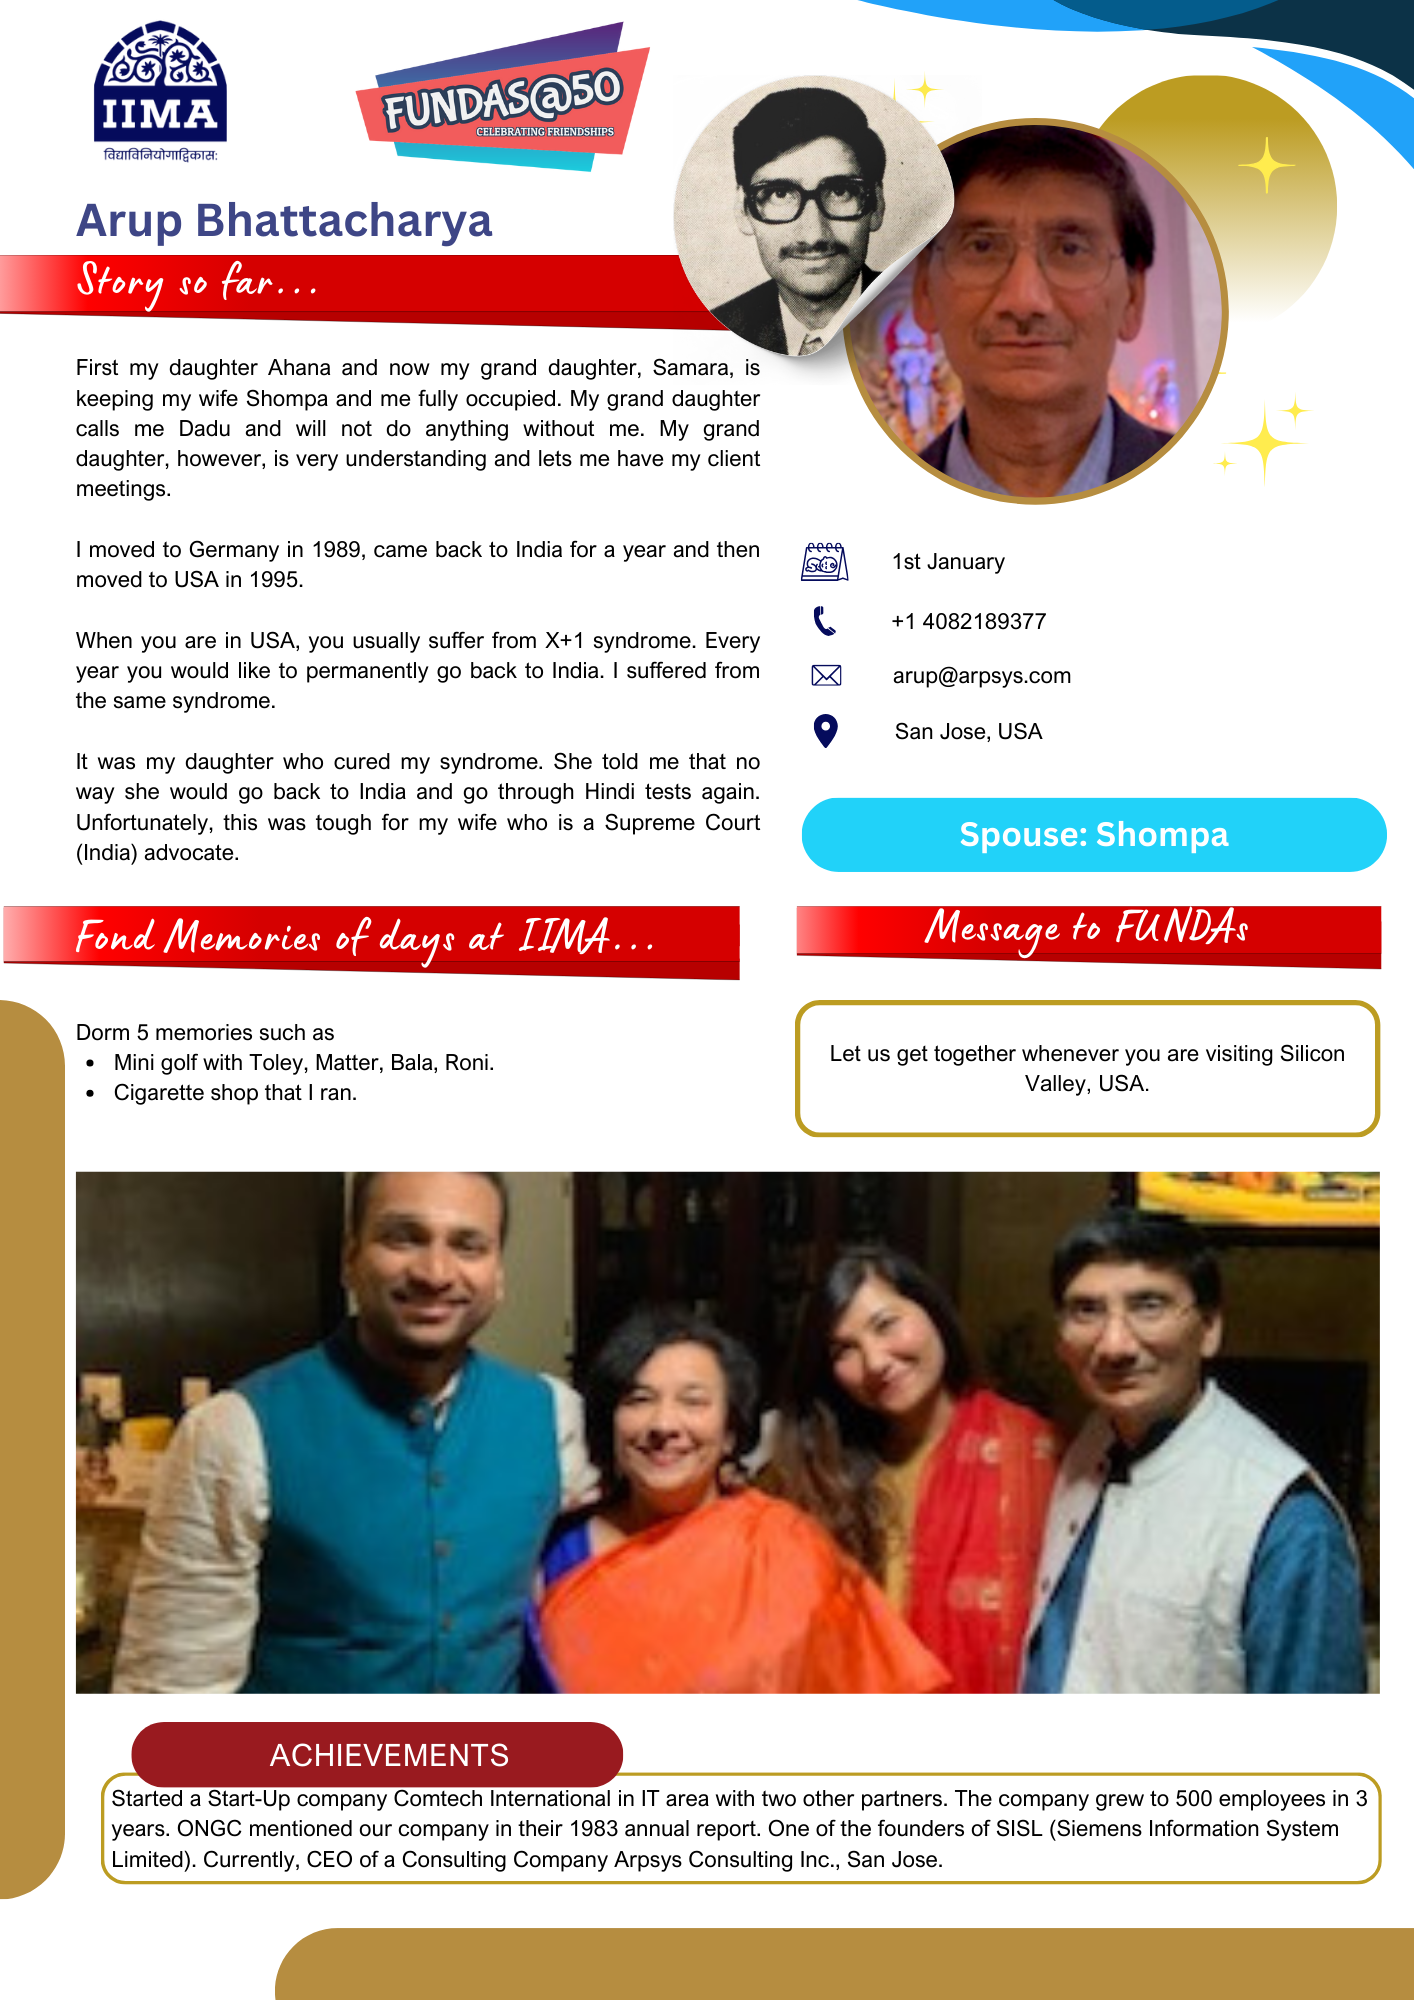 IIMA
विद्याविनियोगाद्विकास:
FUNDAS@50
CELEBRATING FRIENDSHIPS
Arup Bhattacharya
Story so far...
First my daughter Ahana and now my grand daughter, Samara, is
keeping my wife Shompa and me fully occupied. My grand daughter
calls me Dadu and will not do anything without me. My grand
daughter, however, is very understanding and lets me have my client
meetings.
I moved to Germany in 1989, came back to India for a year and then
moved to USA in 1995.
When you are in USA, you usually suffer from X+1 syndrome. Every
year you would like to permanently go back to India. I suffered from
the same syndrome.
It was my daughter who cured my syndrome. She told me that no
way she would go back to India and go through Hindi tests again.
Unfortunately, this was tough for my wife who is a Supreme Court
(India) advocate.
1st January
+1 4082189377
arup@arpsys.com
San Jose, USA
Spouse: Shompa
Fond Memories of days at IIMA...
Dorm 5 memories such as
• Mini golf with Toley, Matter, Bala, Roni.
• Cigarette shop that I ran.
Message to FUNDAs
Let us get together whenever you are visiting Silicon
Valley, USA.
ACHIEVEMENTS
Started a Start-Up company Comtech International in IT area with two other partners. The company grew to 500 employees in 3
years. ONGC mentioned our company in their 1983 annual report. One of the founders of SISL (Siemens Information System
Limited). Currently, CEO of a Consulting Company Arpsys Consulting Inc., San Jose.